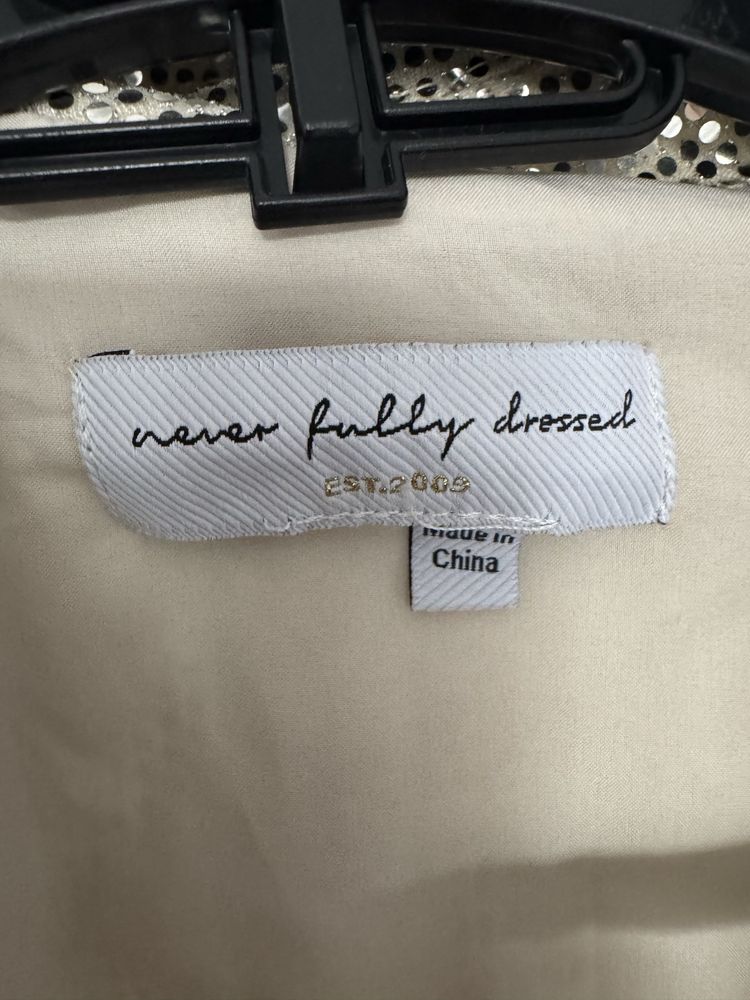 never fully dressed
EST.2009
Made in
China